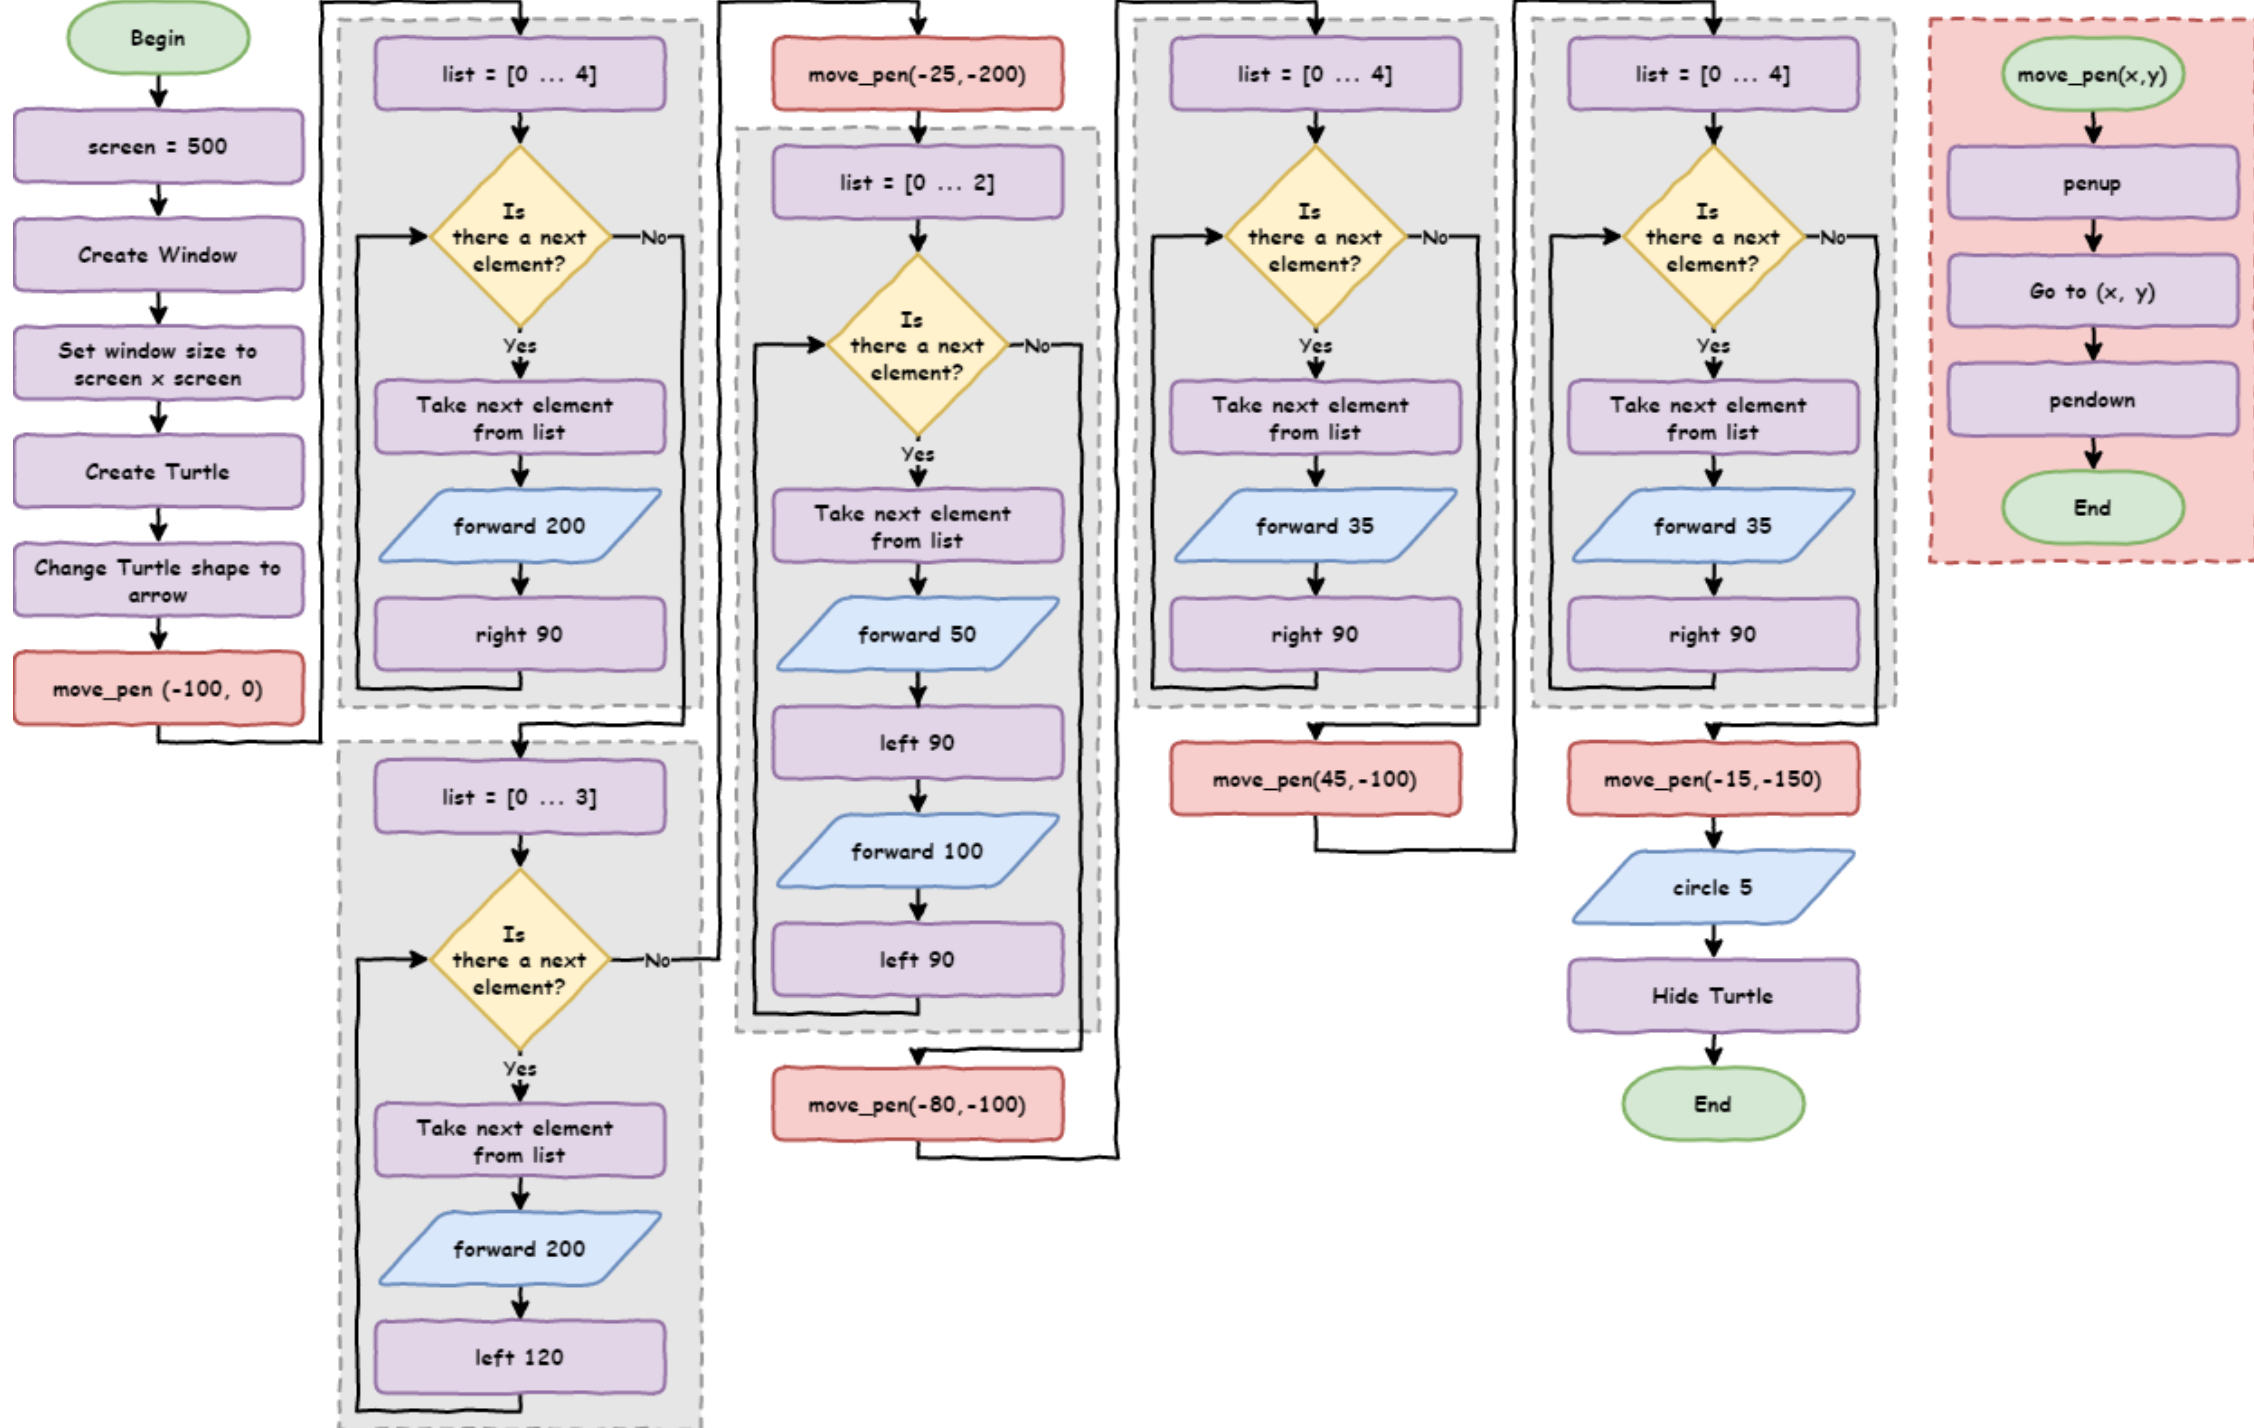 Begin
screen = 500
Create Window
Set window size to
screen x screen
Create Turtle
Change Turtle shape to
arrow
move_pen (-100, 0)
list = [0 ... 4]
Is
there a next
element?
No
Yes
Take next element
from list
forward 200
right 90
list = [0 ... 3]
Is
there a next
element?
No
Yes
Take next element
from list
forward 200
left 120
move_pen(-25,-200)
list = [0 ... 2]
Is
there a next
element?
No
Yes
Take next element
from list
forward 50
left 90
forward 100
left 90
move_pen(-80,-100)
list = [0 ... 4]
Is
there a next
element?
No
Yes
Take next element
from list
forward 35
right 90
move_pen(45,-100)
list = [0 ... 4]
Is
there a next
element?
No
Yes
Take next element
from list
forward 35
right 90
move_pen(-15,-150)
circle 5
Hide Turtle
End
move_pen(x,y)
penup
Go to (x, y)
pendown
End